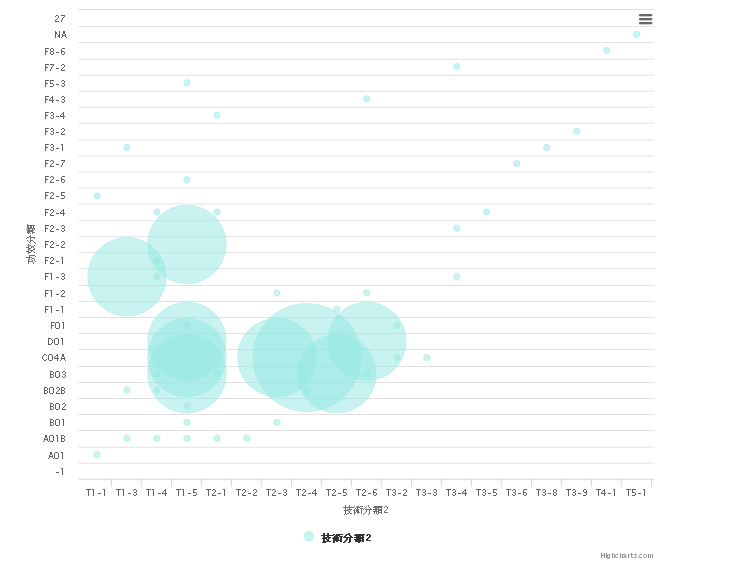 27
NA
F8-6
F7-2
F5-3
F4-3
F3-4
F3-2
F3-1
F2-7
F2-6
F2-5
F2-4
F2-3
F2-2
F2-1
F1-3
F1-2
F1-1
F01
D01
C04A
B03
B02B
B02
B01
A01B
A01
-1
功效分類
T1-1 T1-3 T1-4 T1-5 T2-1 T2-2 T2-3 T2-4 T2-5 T2-6 T3-2 T3-3 T3-4 T3-5 T3-6 T3-8 T3-9 T4-1 T5-1
技術分類2
技術分類2
Highcharts.com